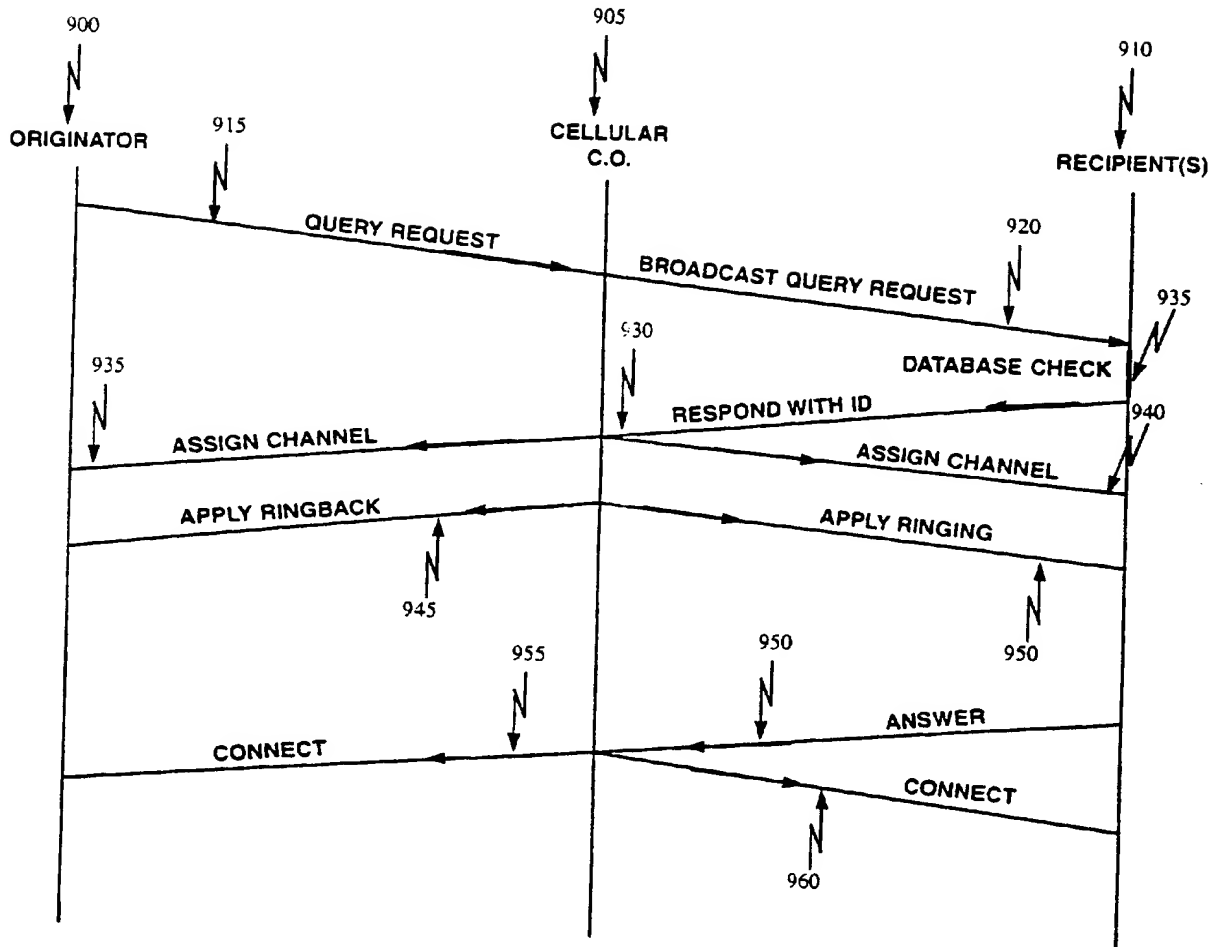 900
905
910
ORIGINATOR
915
CELLULAR
C.O.
RECIPIENT(S)
QUERY REQUEST
920
BROADCAST QUERY REQUEST
935
930
DATABASE CHECK
935
RESPOND WITH ID
940
ASSIGN CHANNEL
ASSIGN CHANNEL
APPLY RINGBACK
APPLY RINGING
945
950
955
950
ANSWER
CONNECT
CONNECT
960